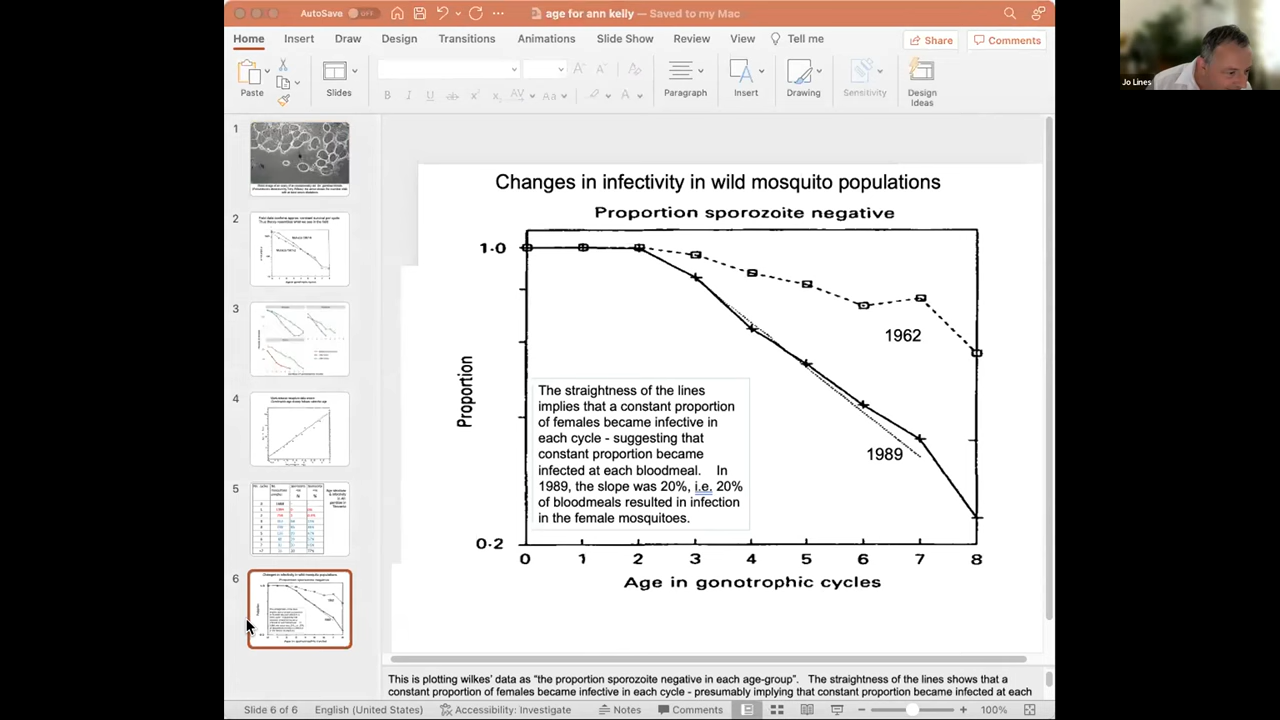 AutoSave OFF
age for ann kelly — Saved to my Mac
Home Insert Draw Design Transitions Animations Slide Show Review View Tell me
Share Comments
Paste Slides Paragraph Insert Drawing Sensitivity Design Ideas
Jo Lines
1
2
3
4
5
6
Changes in infectivity in wild mosquito populations
Proportion sporozoite negative
1·0
1962
Proportion
The straightness of the lines
implies that a constant proportion
of females became infective in
each cycle - suggesting that
constant proportion became
infected at each bloodmeal. In
1989, the slope was 20%, i.e. 20%
of bloodmeals resulted in infection
in the female mosquitoes.
1989
0·2
0 1 2 3 4 5 6 7 8
Age in gonotrophic cycles
This is plotting wilkes' data as "the proportion sporozoite negative in each age-group". The straightness of the lines shows that a
constant proportion of females became infective in each cycle - presumably implying that constant proportion became infected at each
Slide 6 of 6 English (United States) Accessibility: Investigate Notes Comments 100%